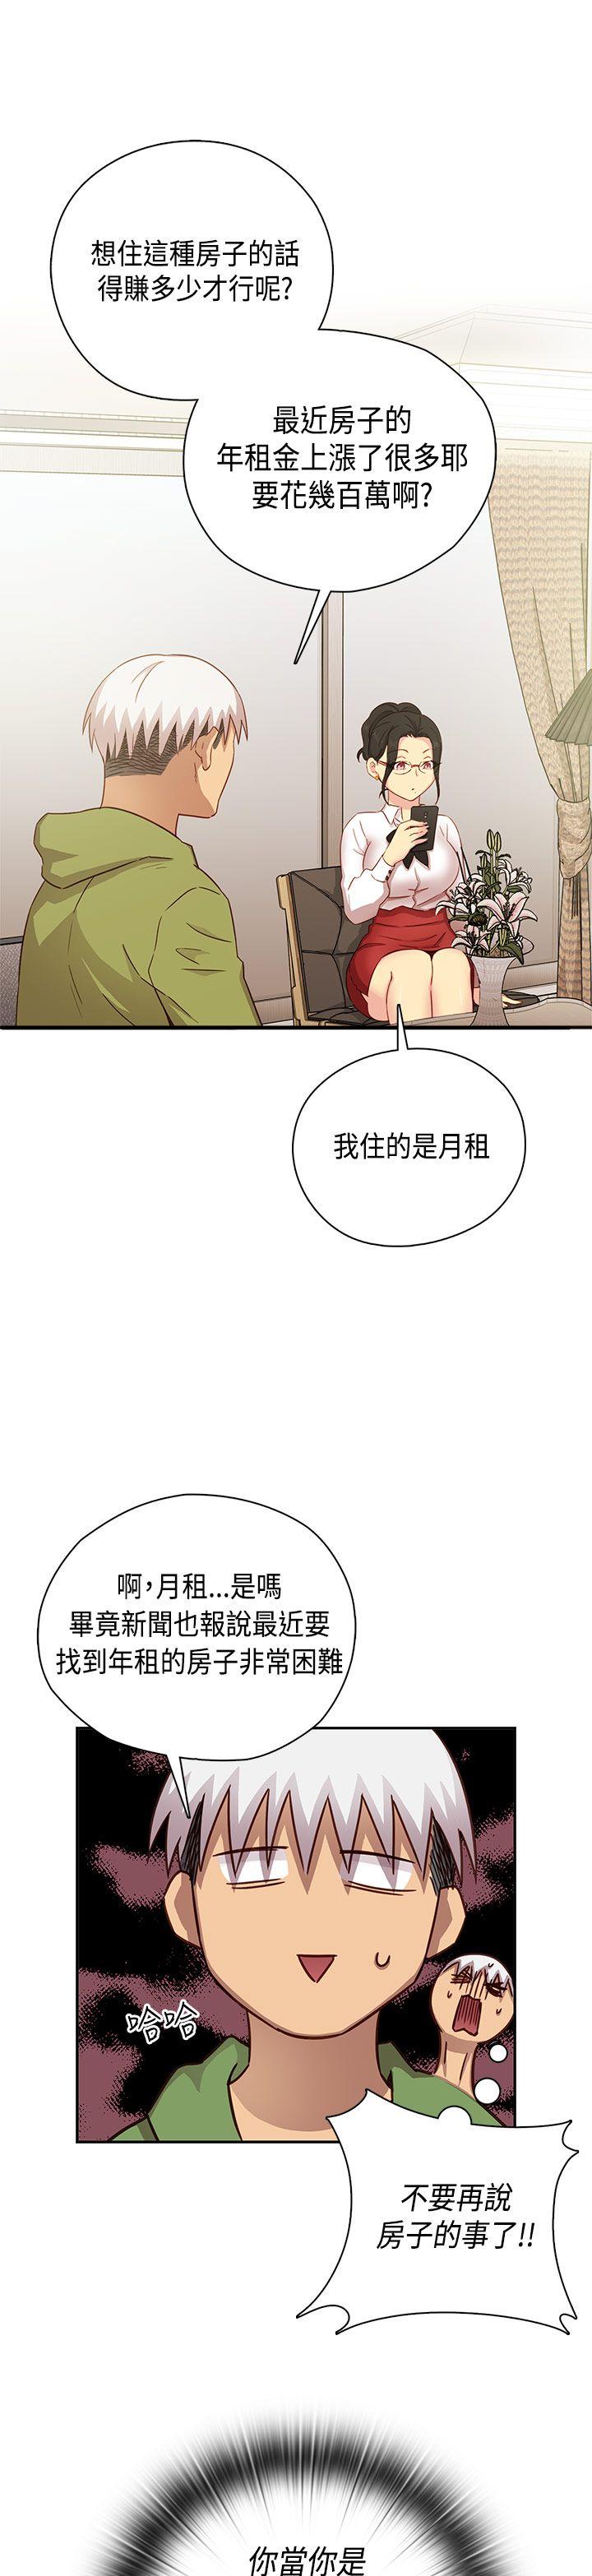 想住這種房子的話
得賺多少才行呢?
最近房子的
年租金上漲了很多耶
要花幾百萬啊?
我住的是月租
啊，月租...是嗎
畢竟新聞也報說最近要
找到年租的房子非常困難
哈哈
不要再說
房子的事了!!
你當你是